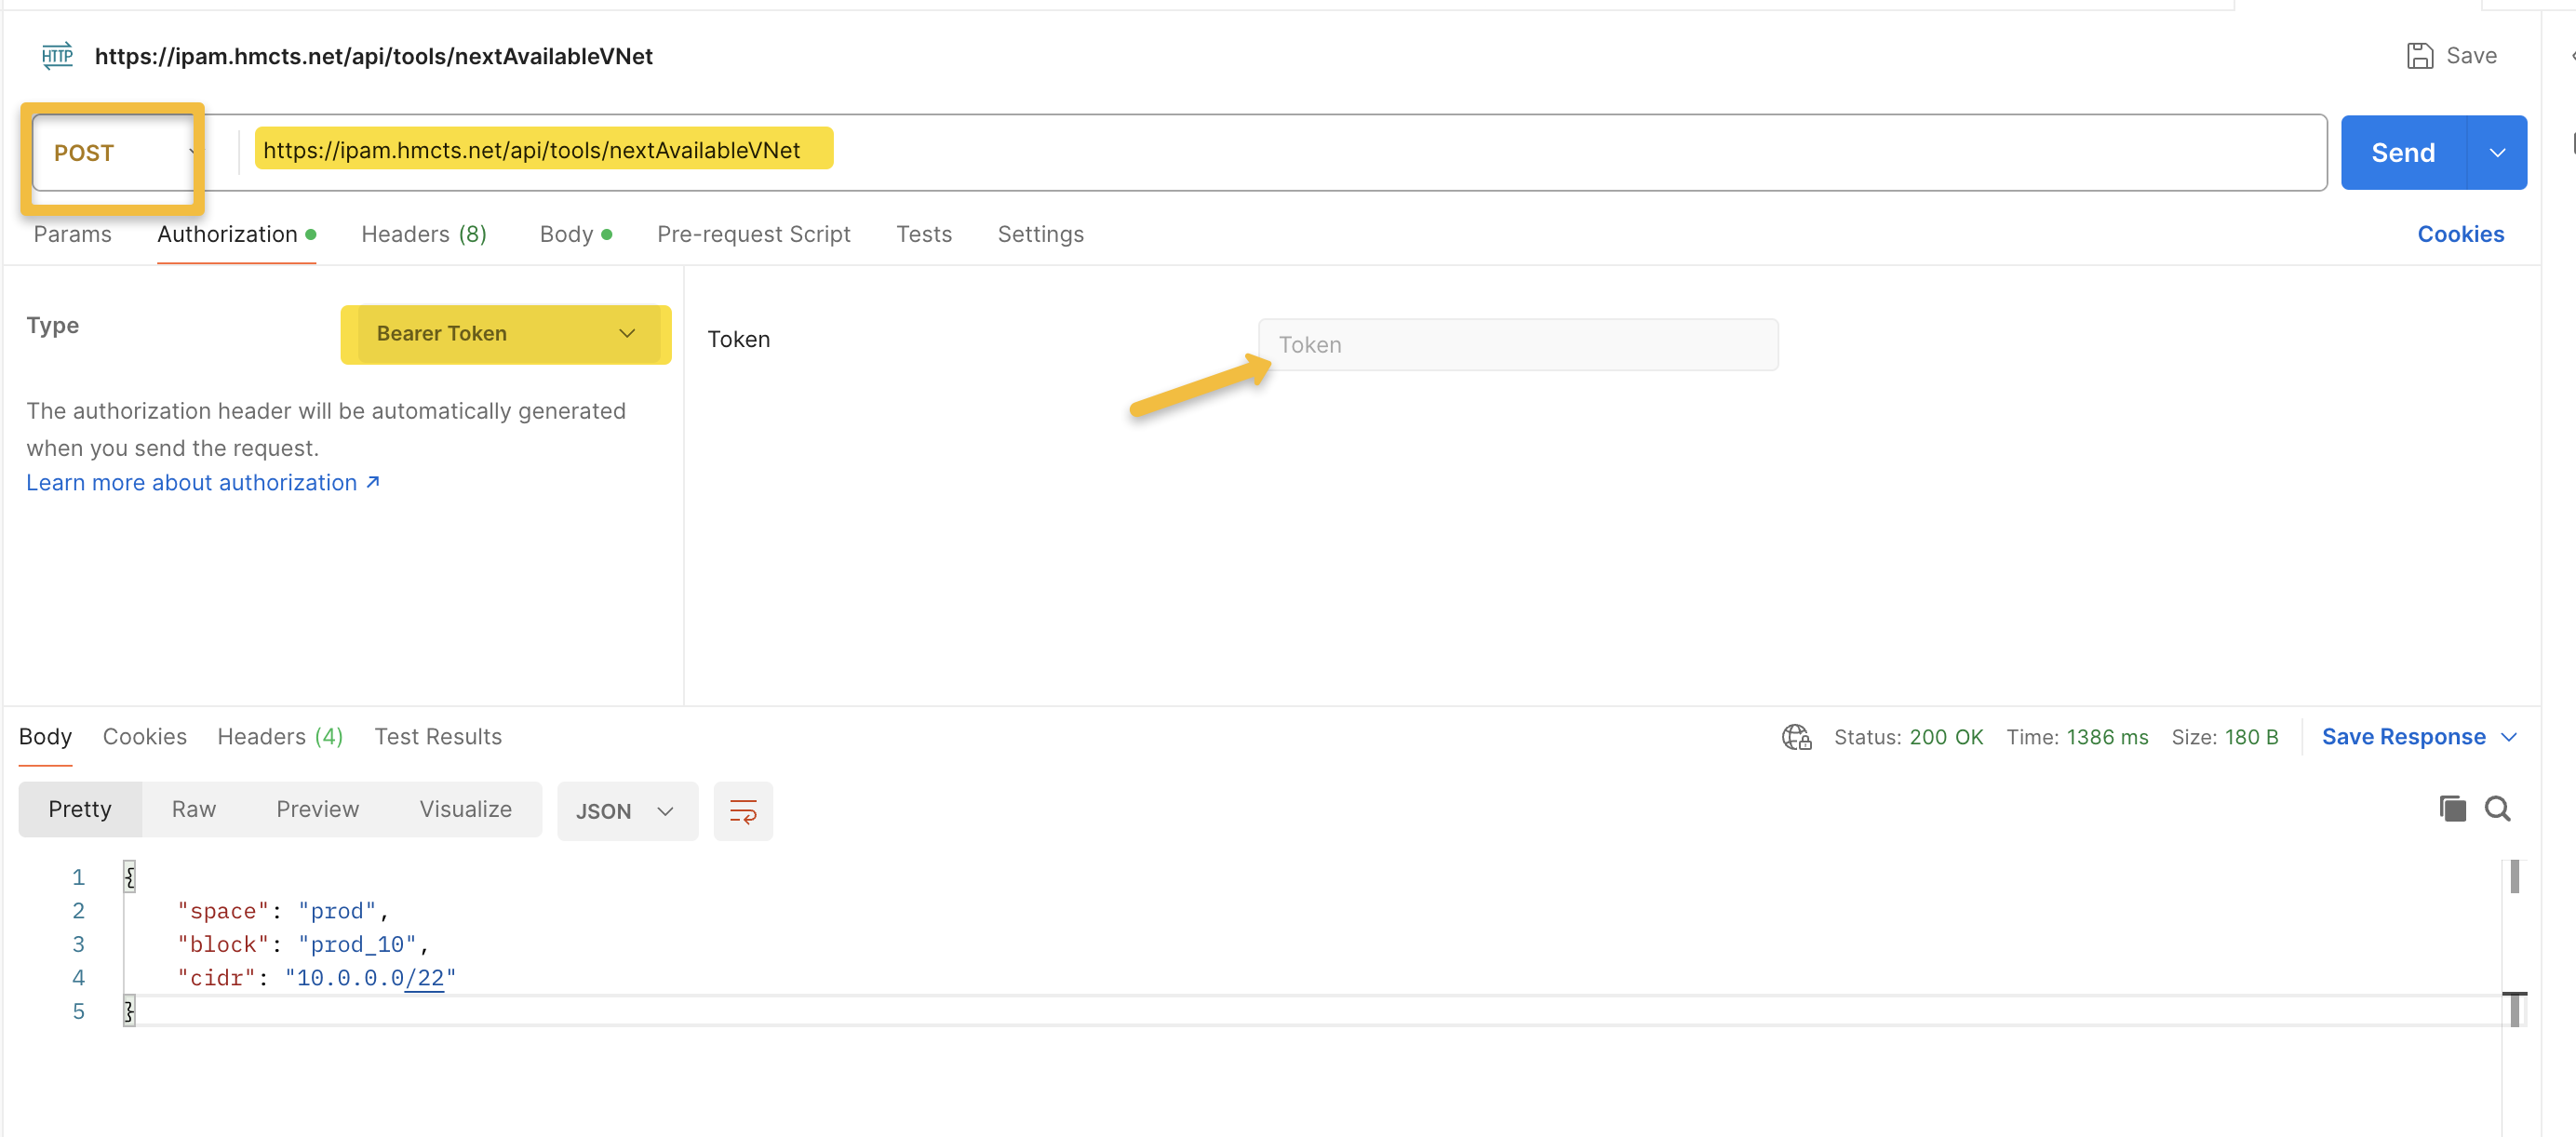 HTTP https://ipam.hmcts.net/api/tools/nextAvailableVNet Save
POST https://ipam.hmcts.net/api/tools/nextAvailableVNet Send
Params Authorization Headers (8) Body Pre-request Script Tests Settings Cookies
Type Bearer Token Token Token
The authorization header will be automatically generated
when you send the request.
Learn more about authorization ↗
Body Cookies Headers (4) Test Results Status: 200 OK Time: 1386 ms Size: 180 B Save Response
Pretty Raw Preview Visualize JSON
1 {
2 "space": "prod",
3 "block": "prod_10",
4 "cidr": "10.0.0.0/22"
5 }